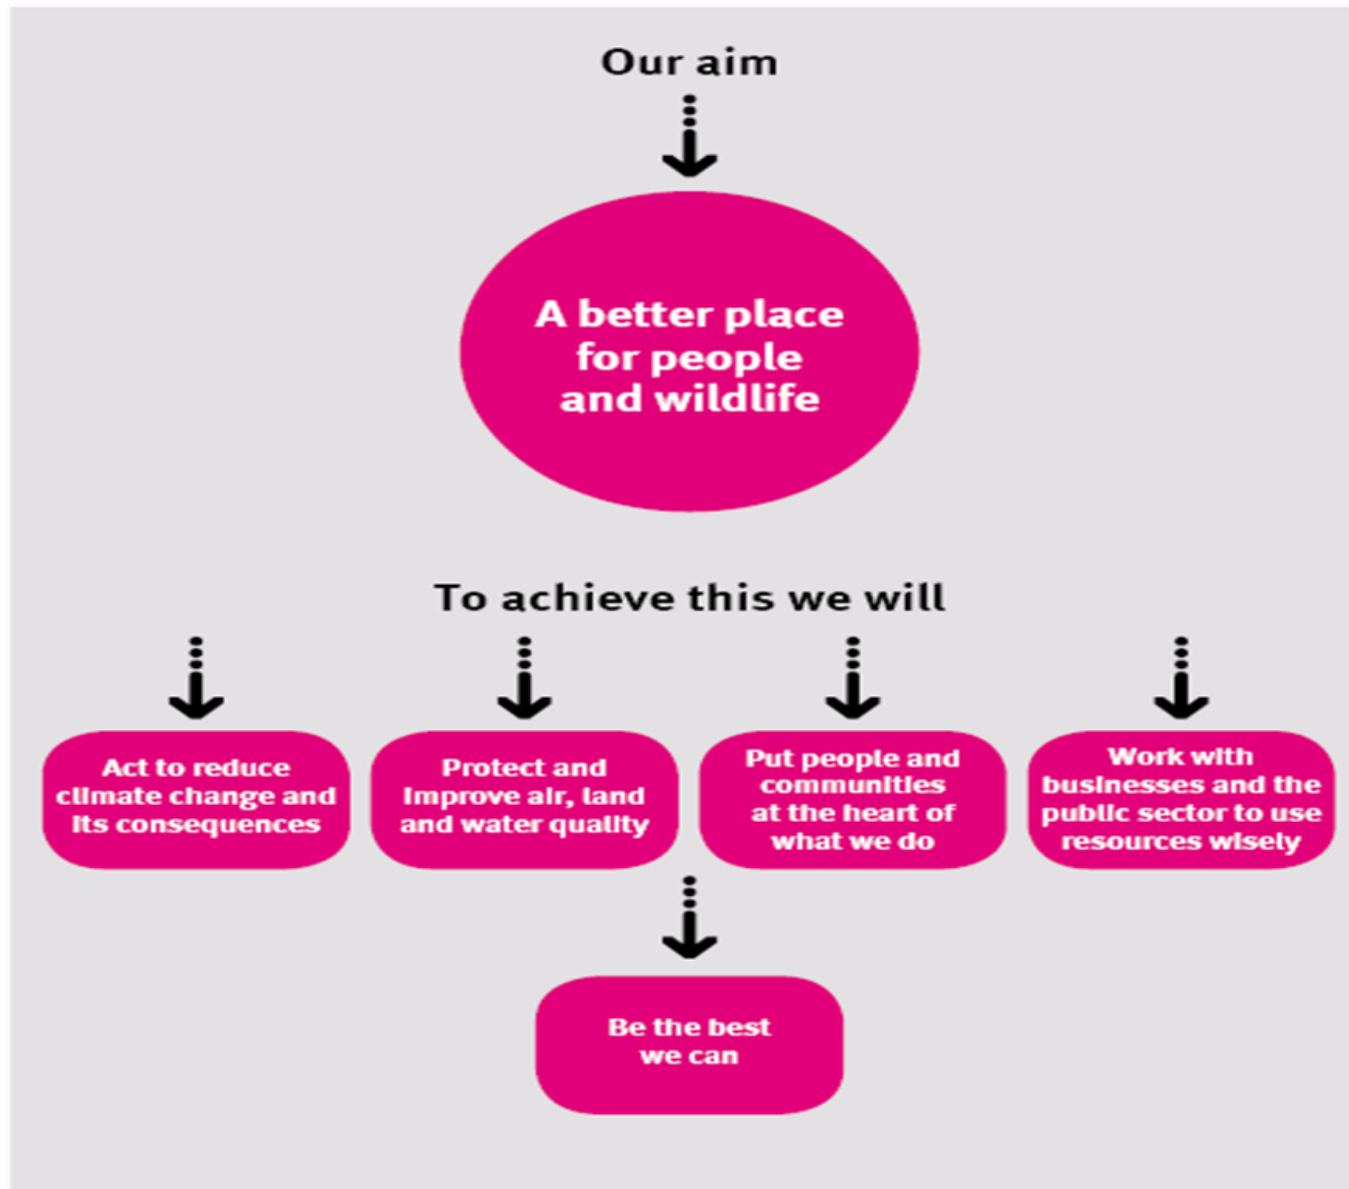 Our aim
A better place
for people
and wildlife
To achieve this we will
Act to reduce
climate change and
its consequences
Protect and
improve air, land
and water quality
Put people and
communities
at the heart of
what we do
Work with
businesses and the
public sector to use
resources wisely
Be the best
we can